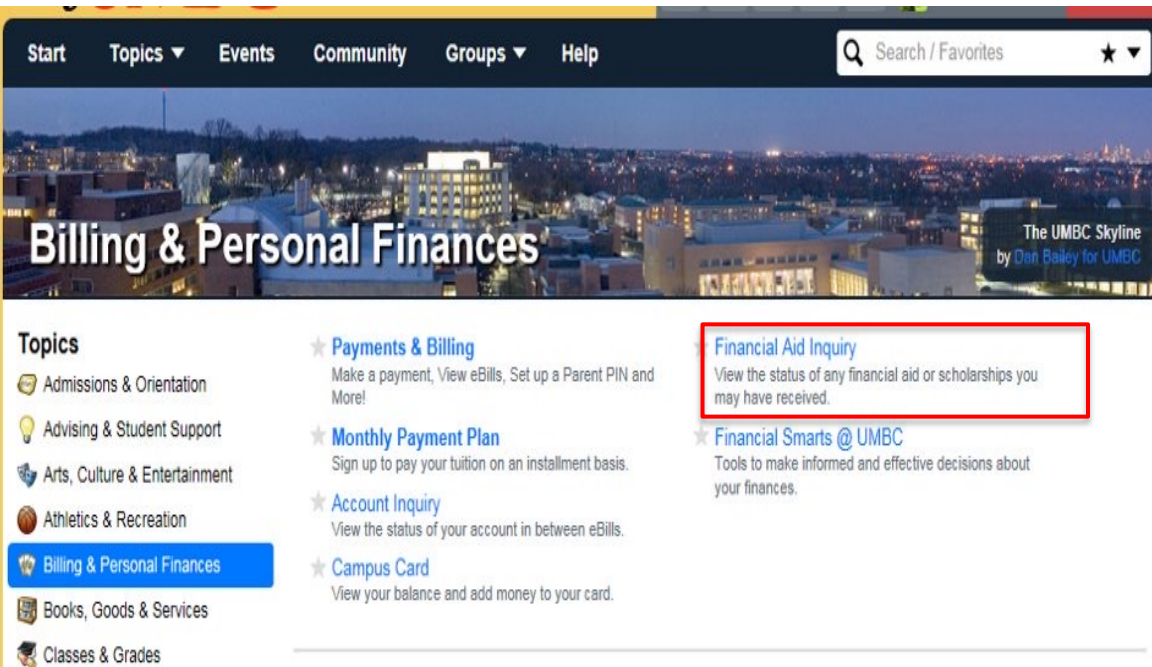 Start Topics ▼ Events Community Groups ▼ Help Search / Favorites ★ ▼
Billing & Personal Finances
The UMBC Skyline
by Dan Bailey for UMBC
Topics
Admissions & Orientation
Advising & Student Support
Arts, Culture & Entertainment
Athletics & Recreation
Billing & Personal Finances
Books, Goods & Services
Classes & Grades
Payments & Billing
Make a payment, View eBills, Set up a Parent PIN and
More!
Monthly Payment Plan
Sign up to pay your tuition on an installment basis.
Account Inquiry
View the status of your account in between eBills.
Campus Card
View your balance and add money to your card.
Financial Aid Inquiry
View the status of any financial aid or scholarships you
may have received.
Financial Smarts @ UMBC
Tools to make informed and effective decisions about
your finances.